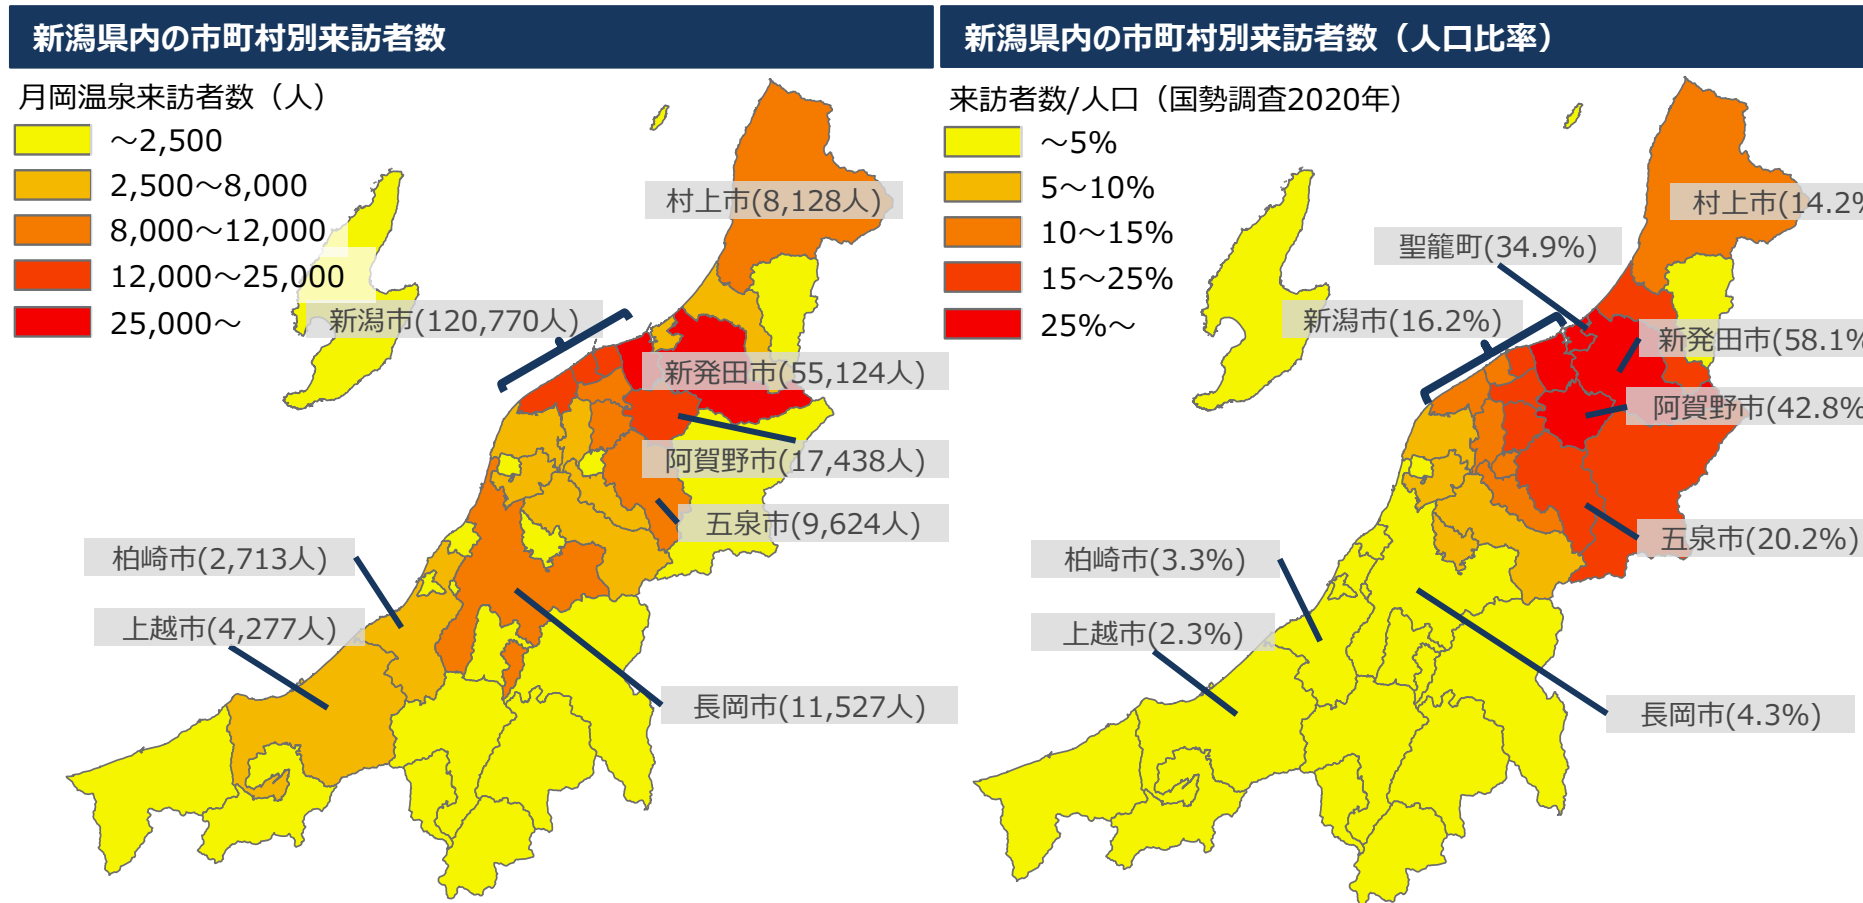 新潟県内の市町村別来訪者数
月岡温泉来訪者数（人）
～2,500
2,500～8,000
8,000～12,000
12,000～25,000
25,000～
村上市(8,128人)
新潟市(120,770人)
新発田市(55,124人)
阿賀野市(17,438人)
五泉市(9,624人)
柏崎市(2,713人)
上越市(4,277人)
長岡市(11,527人)
新潟県内の市町村別来訪者数（人口比率）
来訪者数/人口（国勢調査2020年）
～5%
5～10%
10～15%
15～25%
25%～
村上市(14.2%
聖籠町(34.9%)
新潟市(16.2%)
新発田市(58.1%
阿賀野市(42.8%
五泉市(20.2%)
柏崎市(3.3%)
上越市(2.3%)
長岡市(4.3%)